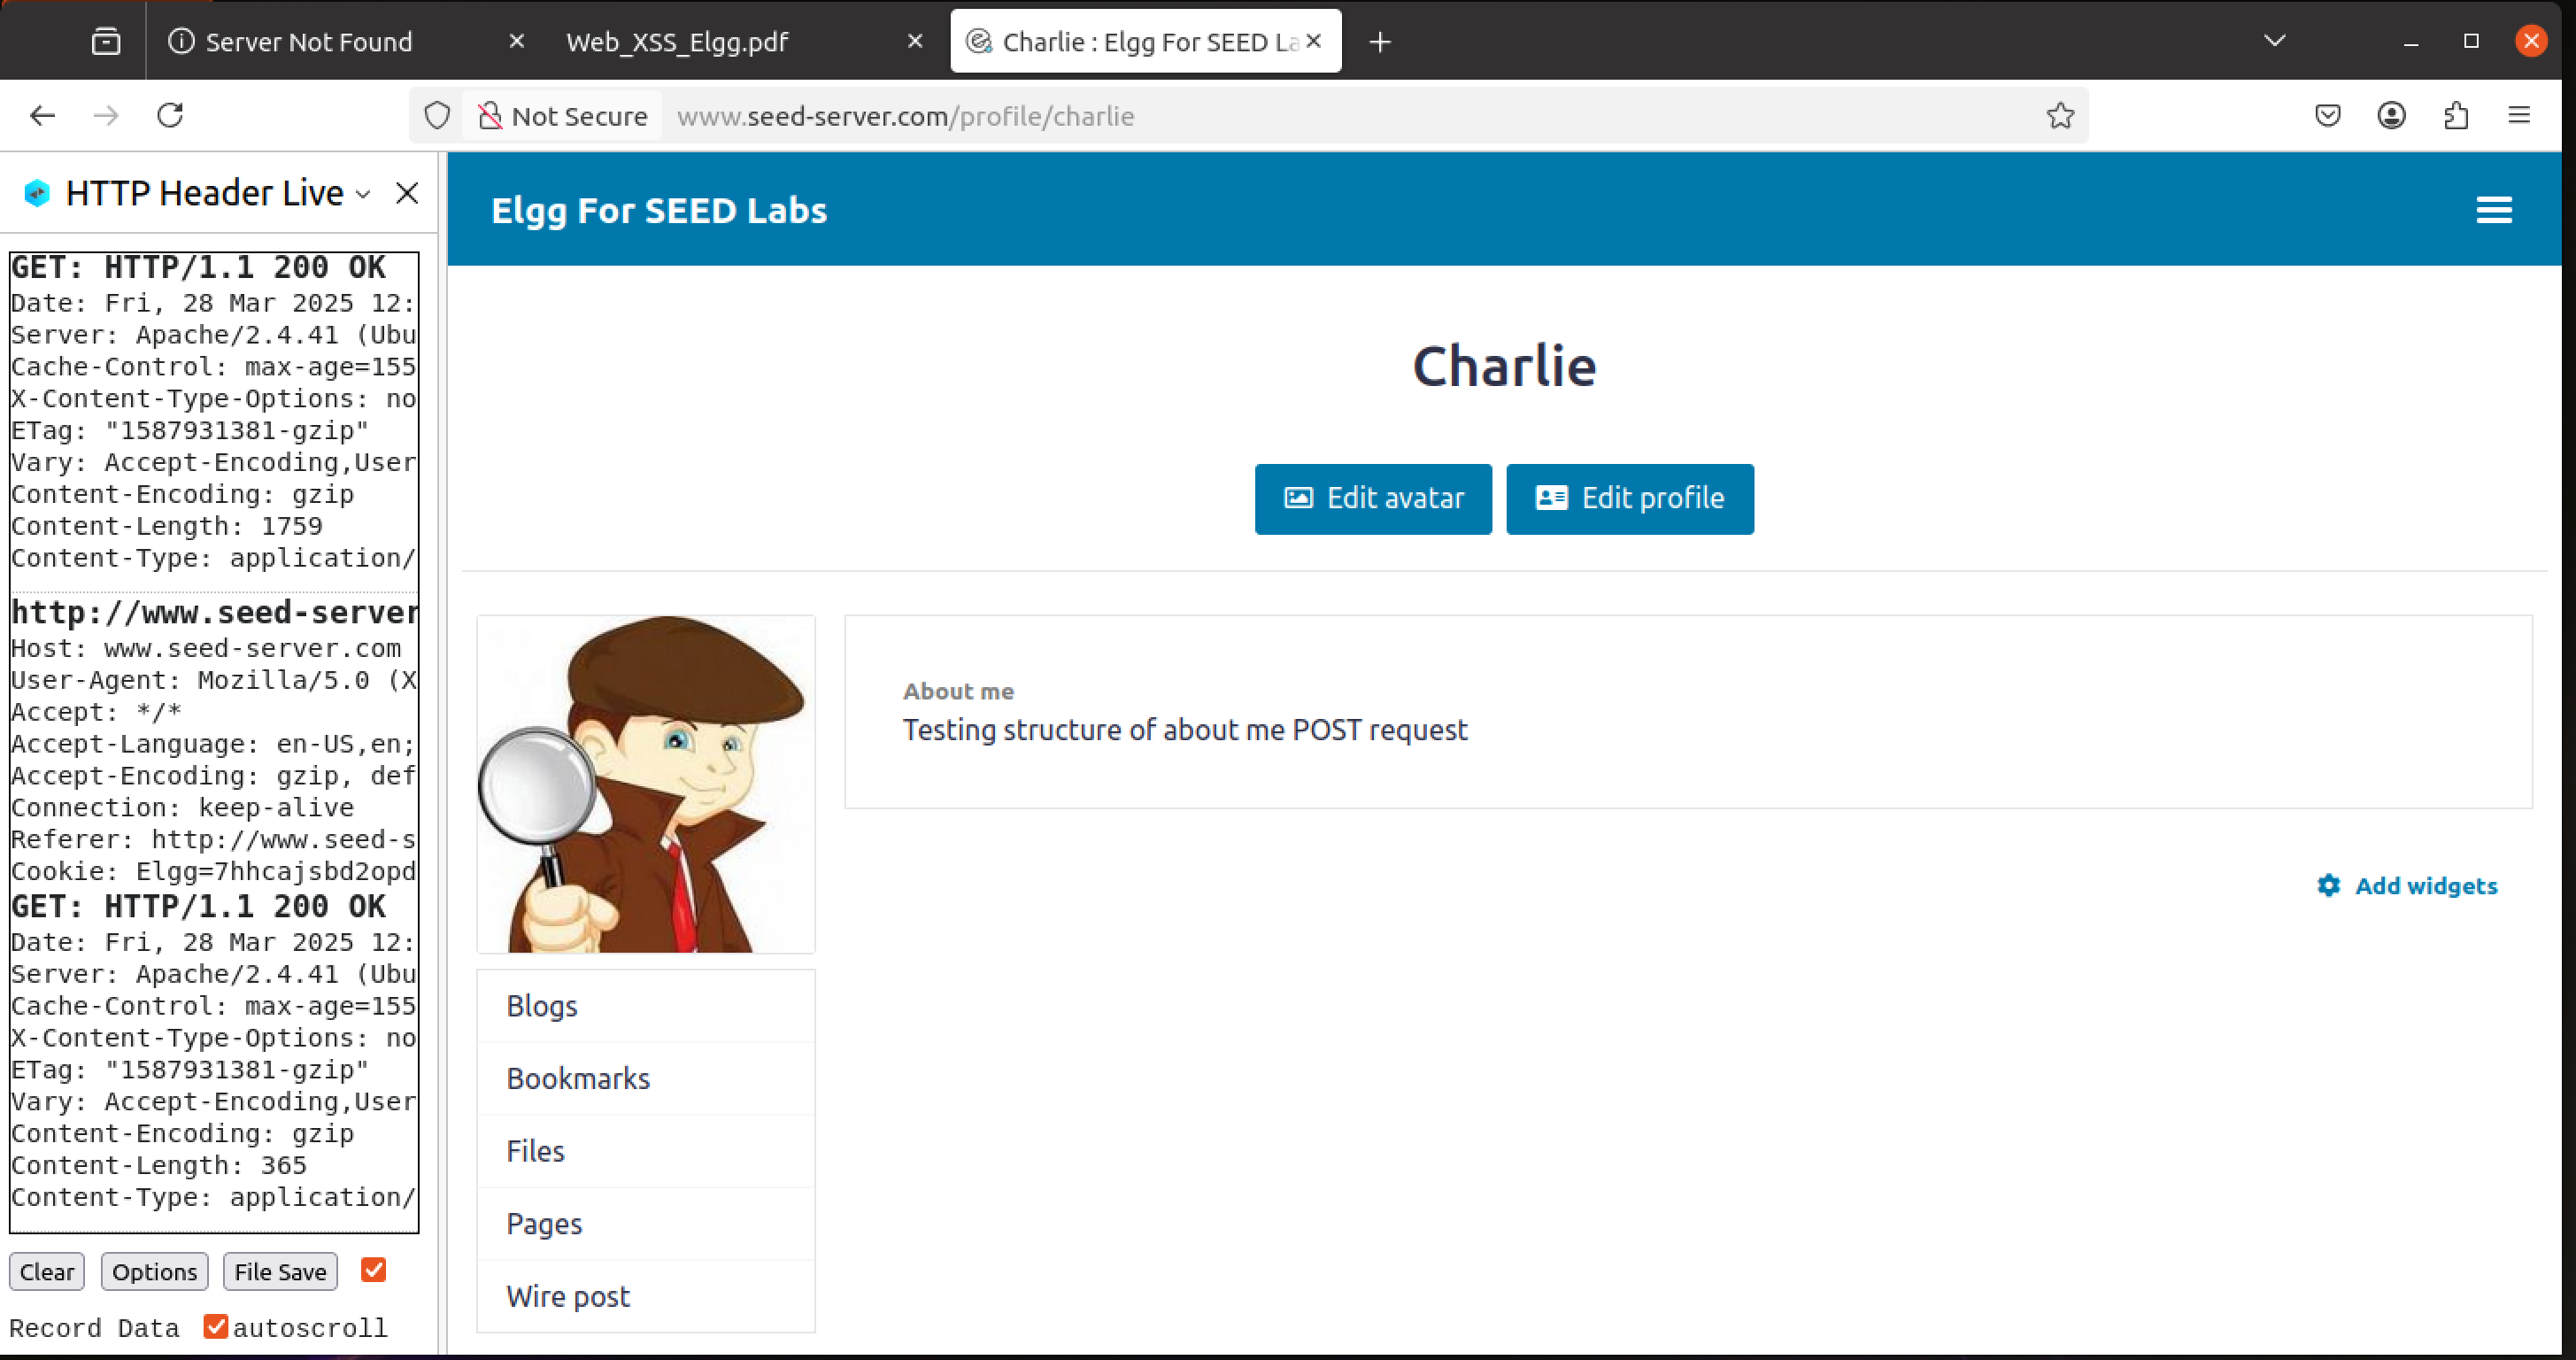 Server Not Found
Web_XSS_Elgg.pdf
Charlie : Elgg For SEED La
Not Secure www.seed-server.com/profile/charlie
HTTP Header Live
GET: HTTP/1.1 200 OK
Date: Fri, 28 Mar 2025 12:
Server: Apache/2.4.41 (Ubu
Cache-Control: max-age=155
X-Content-Type-Options: no
ETag: "1587931381-gzip"
Vary: Accept-Encoding,User
Content-Encoding: gzip
Content-Length: 1759
Content-Type: application/
http://www.seed-server
Host: www.seed-server.com
User-Agent: Mozilla/5.0 (X
Accept: */*
Accept-Language: en-US,en;
Accept-Encoding: gzip, def
Connection: keep-alive
Referer: http://www.seed-s
Cookie: Elgg=7hhcajsbd2opd
GET: HTTP/1.1 200 OK
Date: Fri, 28 Mar 2025 12:
Server: Apache/2.4.41 (Ubu
Cache-Control: max-age=155
X-Content-Type-Options: no
ETag: "1587931381-gzip"
Vary: Accept-Encoding,User
Content-Encoding: gzip
Content-Length: 365
Content-Type: application/
Clear Options File Save
Record Data autoscroll
Elgg For SEED Labs
Charlie
Edit avatar Edit profile
About me
Testing structure of about me POST request
Add widgets
Blogs
Bookmarks
Files
Pages
Wire post